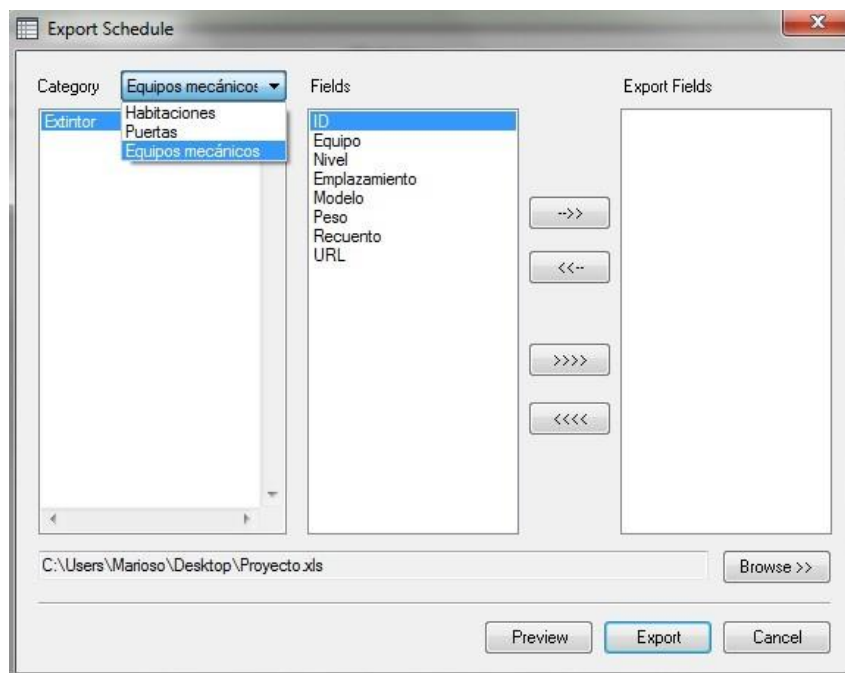 Export Schedule
Category
Equipos mecánicos
Habitaciones
Puertas
Equipos mecánicos
Extintor
Fields
ID
Equipo
Nivel
Emplazamiento
Modelo
Peso
Recuento
URL
-->>
<<--
>>>>
<<<<
Export Fields
C:\Users\Marioso\Desktop\Proyecto.xls
Browse >>
Preview
Export
Cancel